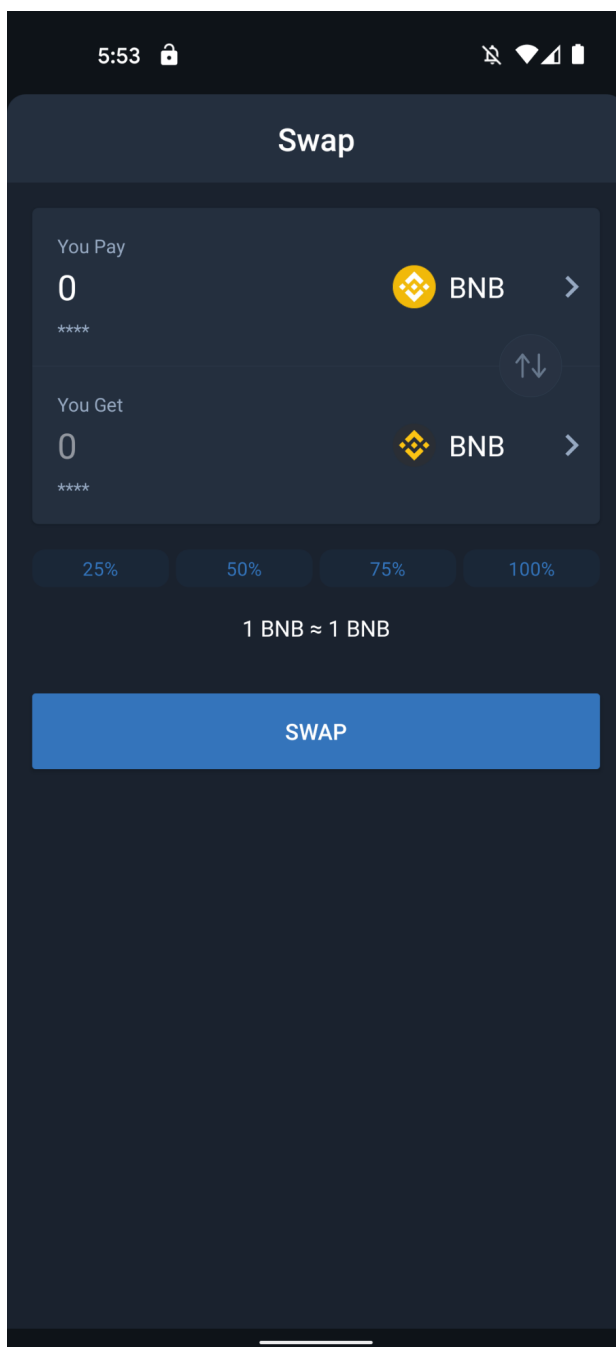 5:53
Swap
You Pay
0 BNB
****
You Get
0 BNB
****
25% 50% 75% 100%
1 BNB ≈ 1 BNB
SWAP